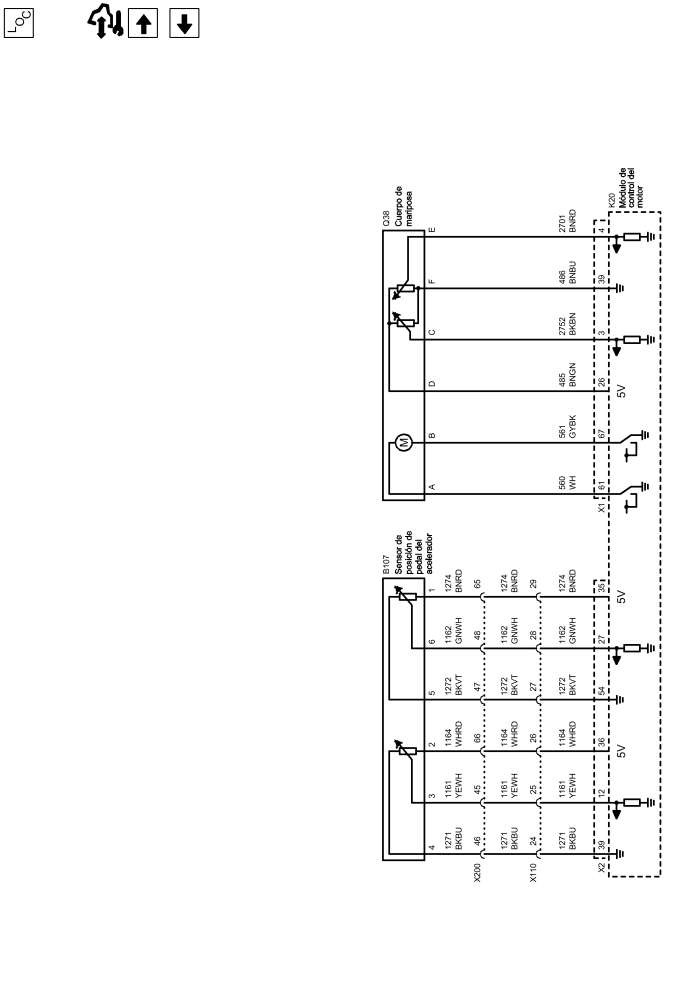 LOC
Q38
Cuerpo de
mariposa
K20
Módulo de
control del
motor
E
2701
BNRD
4
F
486
BNBU
39
C
2752
BKBN
3
D
485
BNGN
26
5V
M
B
561
GYBK
67
A
560
WH
61
X1
B107
Sensor de
posición de
pedal del
acelerador
1
1274
BNRD
65
1274
BNRD
29
1274
BNRD
35
5V
6
1162
GNWH
48
1162
GNWH
28
1162
GNWH
27
5
1272
BKVT
47
1272
BKVT
27
1272
BKVT
54
2
1164
WHRD
66
1164
WHRD
26
1164
WHRD
36
5V
3
1161
YEWH
45
1161
YEWH
25
1161
YEWH
12
4
1271
BKBU
46
1271
BKBU
24
1271
BKBU
39
X200
X110
X2